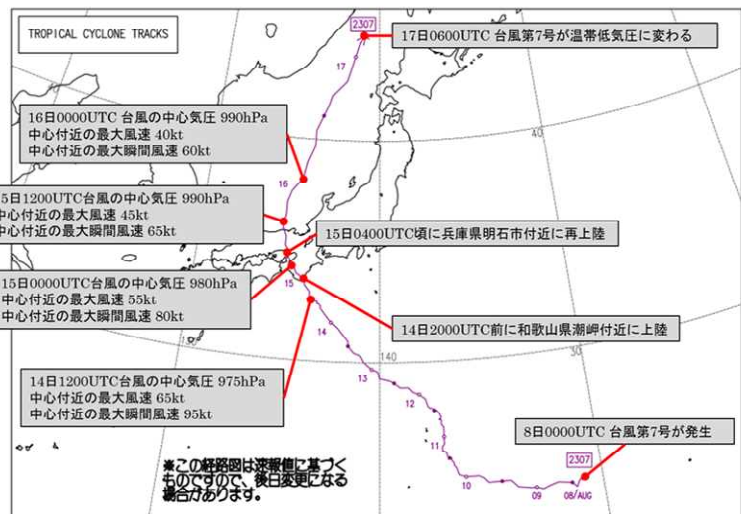 TROPICAL CYCLONE TRACKS
2307
17日0600UTC 台風第7号が温帯低気圧に変わる
17
16日0000UTC 台風の中心気圧 990hPa
中心付近の最大風速 40kt
中心付近の最大瞬間風速 60kt
40
16
5日1200UTC台風の中心気圧 990hPa
中心付近の最大風速 45kt
中心付近の最大瞬間風速 65kt
15日0400UTC頃に兵庫県明石市付近に再上陸
15日0000UTC台風の中心気圧 980hPa
中心付近の最大風速 55kt
中心付近の最大瞬間風速 80kt
15
14日2000UTC前に和歌山県潮岬付近に上陸
14
130
140
30
13
14日1200UTC台風の中心気圧 975hPa
中心付近の最大風速 65kt
中心付近の最大瞬間風速 95kt
12
11
8日0000UTC 台風第7号が発生
2307
10
09
08/AUG
※この経路図は速報値に基づく
ものですので、後日変更になる
場合があります。